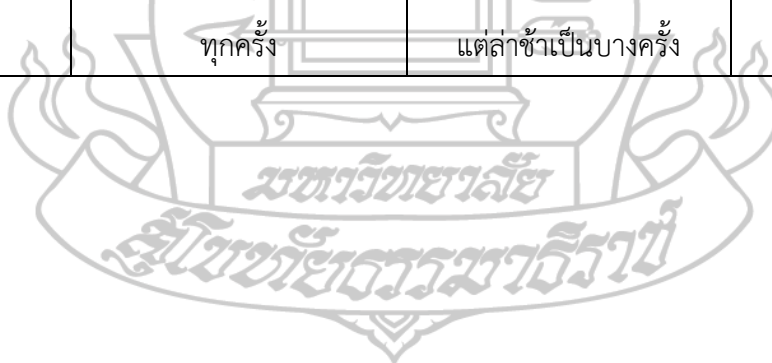 ทุกครั้ง แต่ล่าช้าเป็นบางครั้ง
มหาวิทยาลัย
สุโขทัยธรรมาธิราช